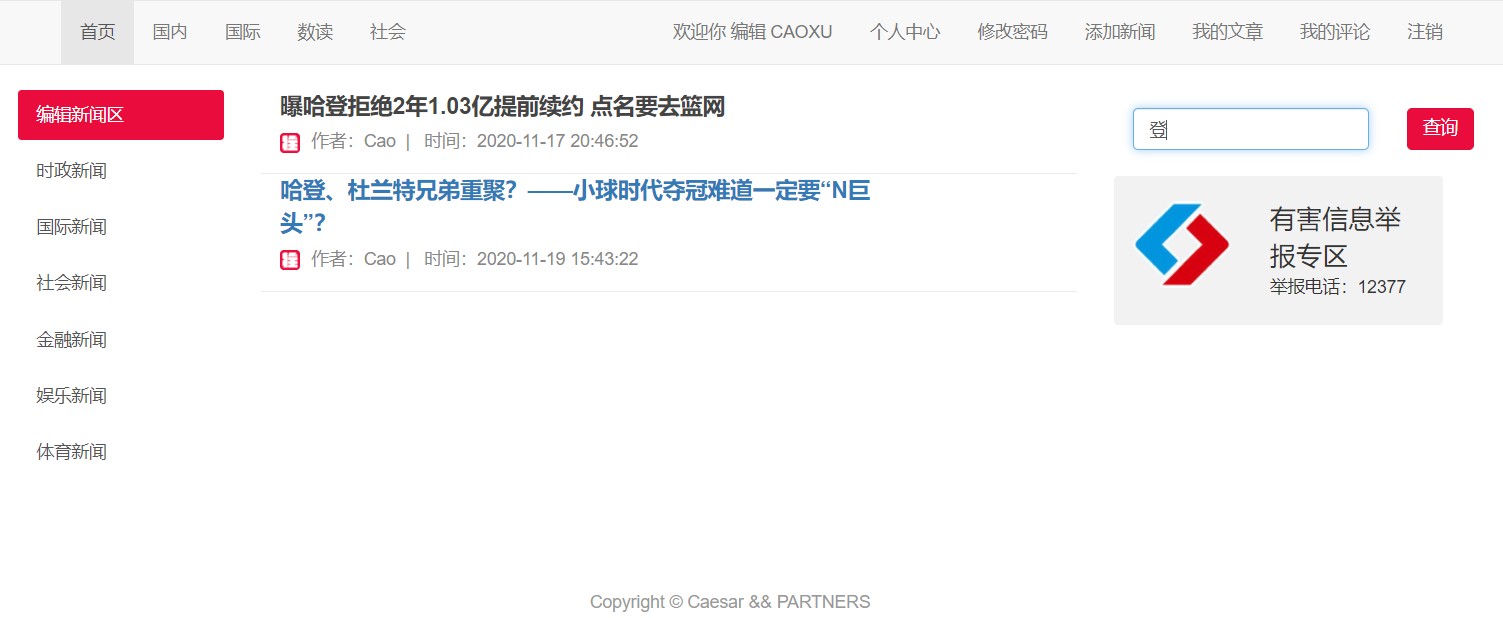 首页 国内 国际 数读 社会 欢迎你 编辑 CAOXU 个人中心 修改密码 添加新闻 我的文章 我的评论 注销
编辑新闻区
时政新闻
国际新闻
社会新闻
金融新闻
娱乐新闻
体育新闻
曝哈登拒绝2年1.03亿提前续约 点名要去篮网
作者：Cao | 时间：2020-11-17 20:46:52
哈登、杜兰特兄弟重聚？——小球时代夺冠难道一定要“N巨
头”？
作者：Cao | 时间：2020-11-19 15:43:22
登 查询
有害信息举
报专区
举报电话：12377
Copyright © Caesar && PARTNERS